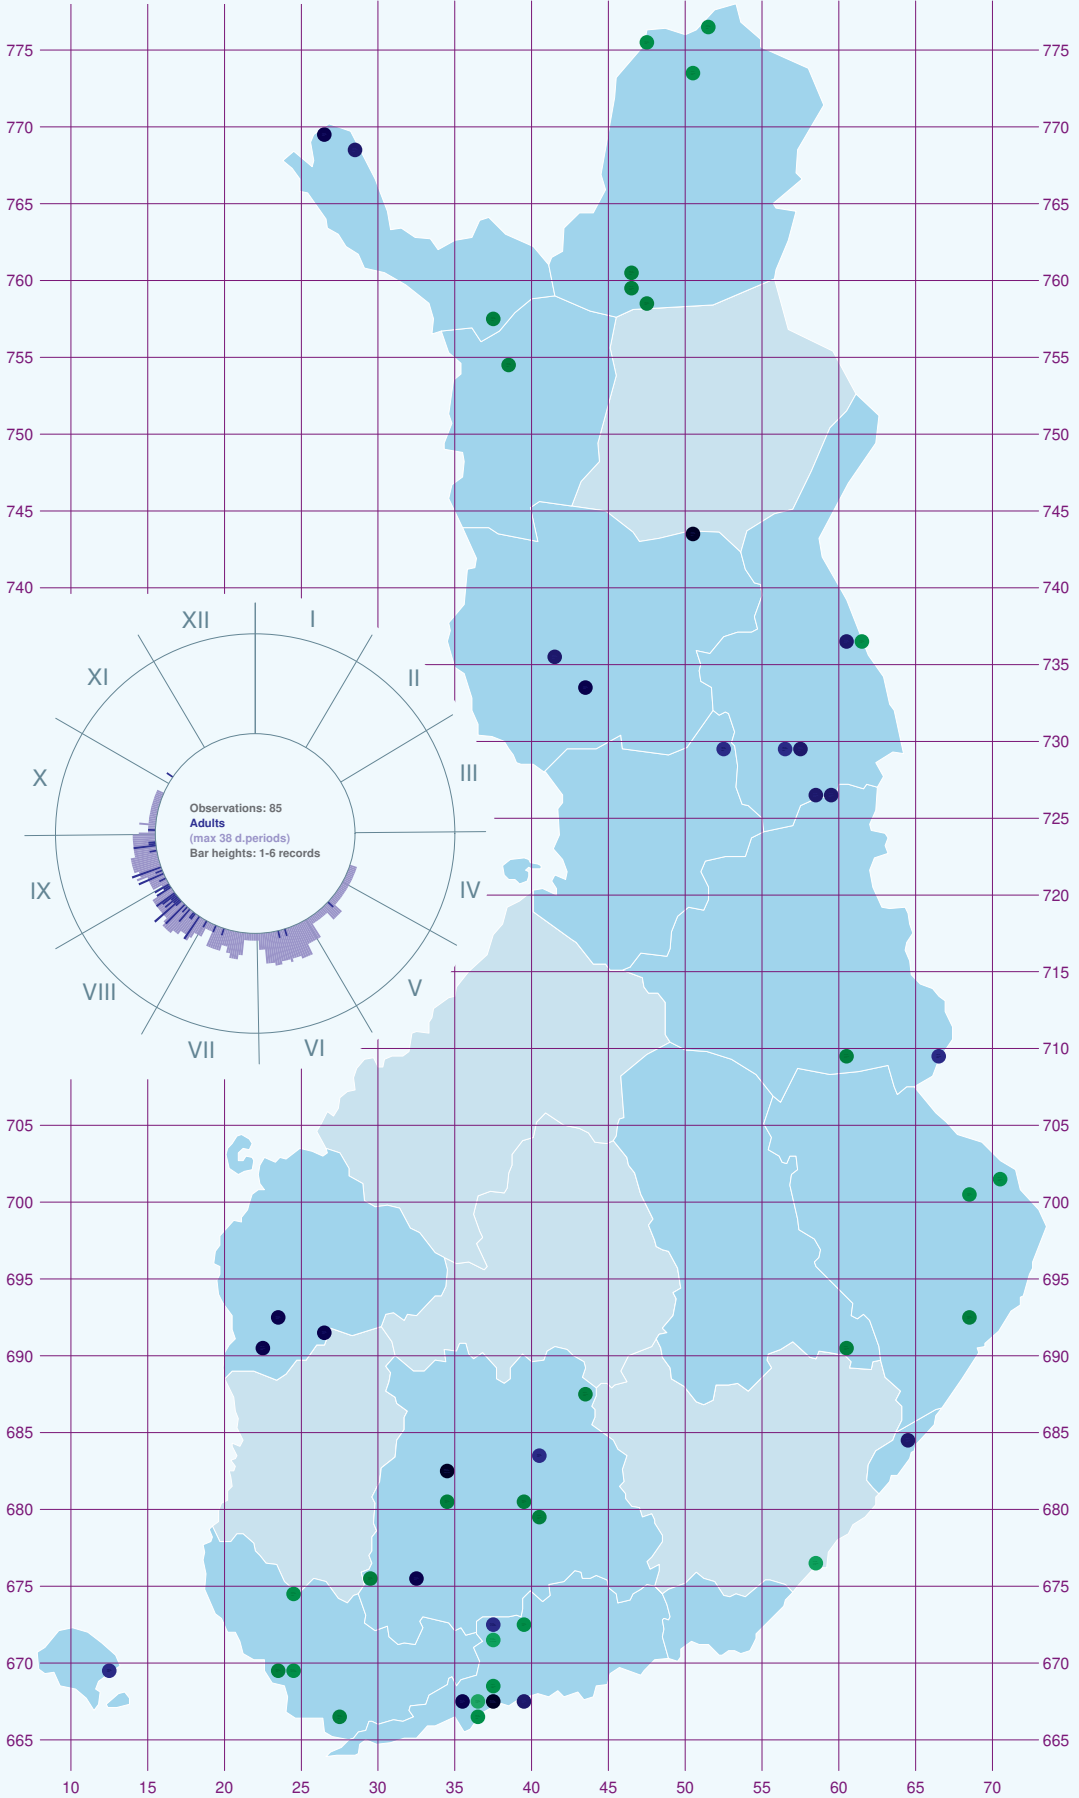 775 775
770 770
765 765
760 760
755 755
750 750
745 745
740 740
XII I
XI II
735
730
X III
Observations: 85
Adults
(max 38 d.periods)
Bar heights: 1-6 records
725
IX IV
720
VIII V
715
VII VI
710
705 705
700 700
695 695
690 690
685 685
680 680
675 675
670 670
665 665
10 15 20 25 30 35 40 45 50 55 60 65 70